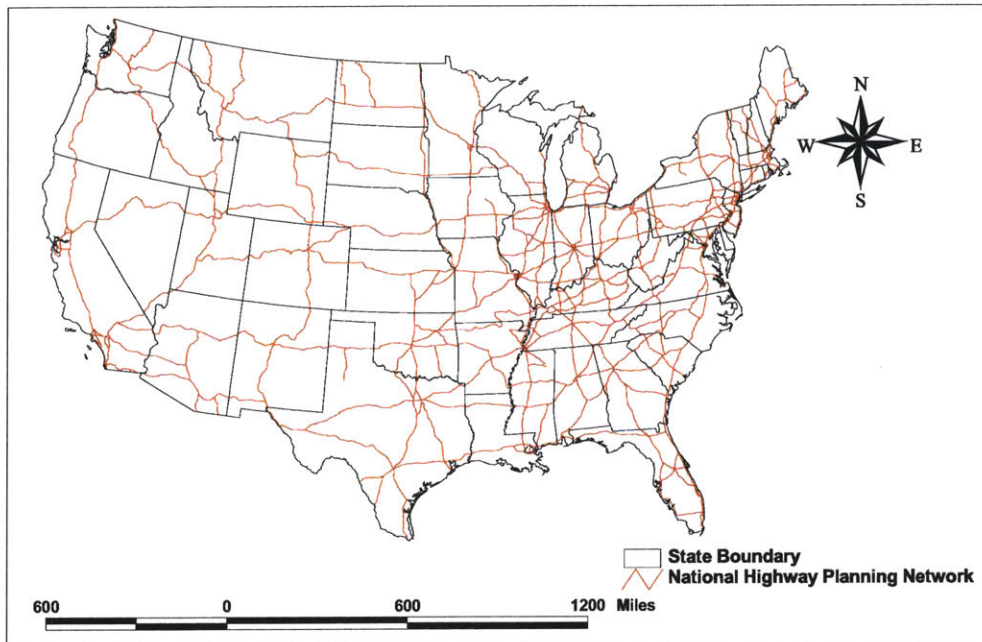 N
W E
S
State Boundary
National Highway Planning Network
600 0 600 1200 Miles